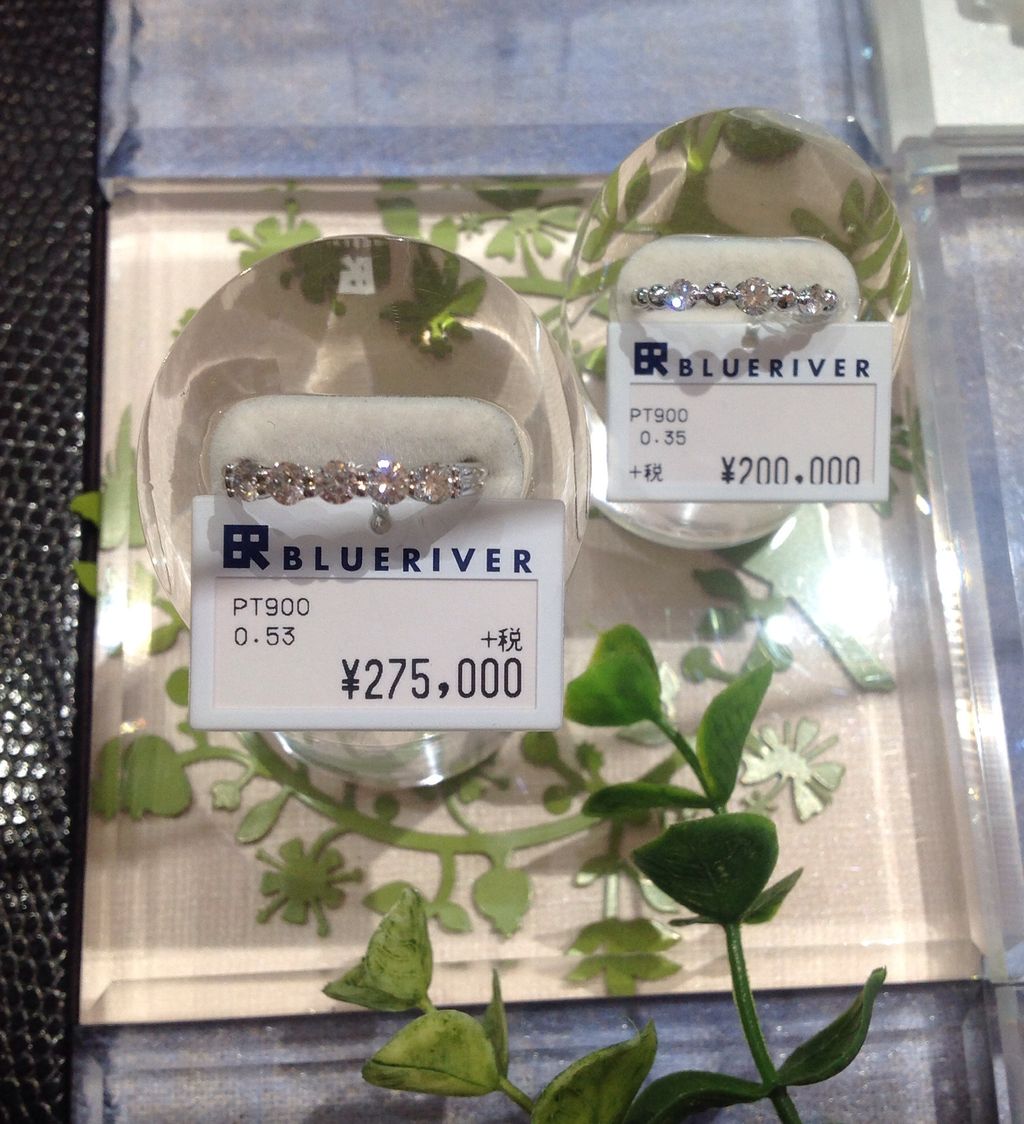 BR BLUERIVER
PT900
0.53
+税
¥275,000
BR BLUERIVER
PT900
0.35
+税 ¥200,000